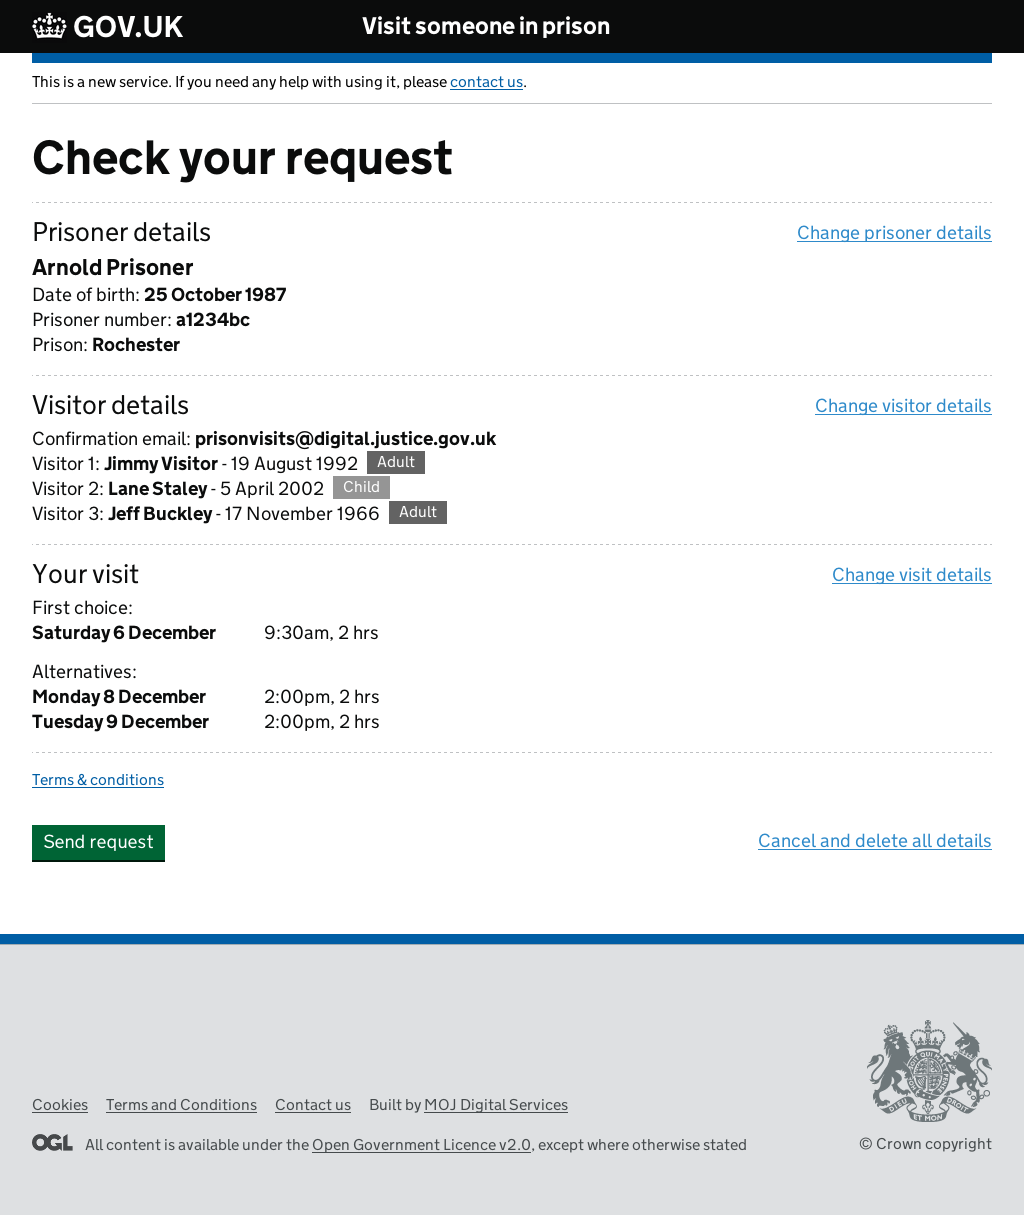 GOV.UK Visit someone in prison
This is a new service. If you need any help with using it, please contact us.
Check your request
Prisoner details Change prisoner details
Arnold Prisoner
Date of birth: 25 October 1987
Prisoner number: a1234bc
Prison: Rochester
Visitor details Change visitor details
Confirmation email: prisonvisits@digital.justice.gov.uk
Visitor 1: Jimmy Visitor - 19 August 1992 Adult
Visitor 2: Lane Staley - 5 April 2002 Child
Visitor 3: Jeff Buckley - 17 November 1966 Adult
Your visit Change visit details
First choice:
Saturday 6 December 9:30am, 2 hrs
Alternatives:
Monday 8 December 2:00pm, 2 hrs
Tuesday 9 December 2:00pm, 2 hrs
Terms & conditions
Send request Cancel and delete all details
DIEU ET MON DROIT
Cookies Terms and Conditions Contact us Built by MOJ Digital Services
OGL All content is available under the Open Government Licence v2.0, except where otherwise stated
© Crown copyright